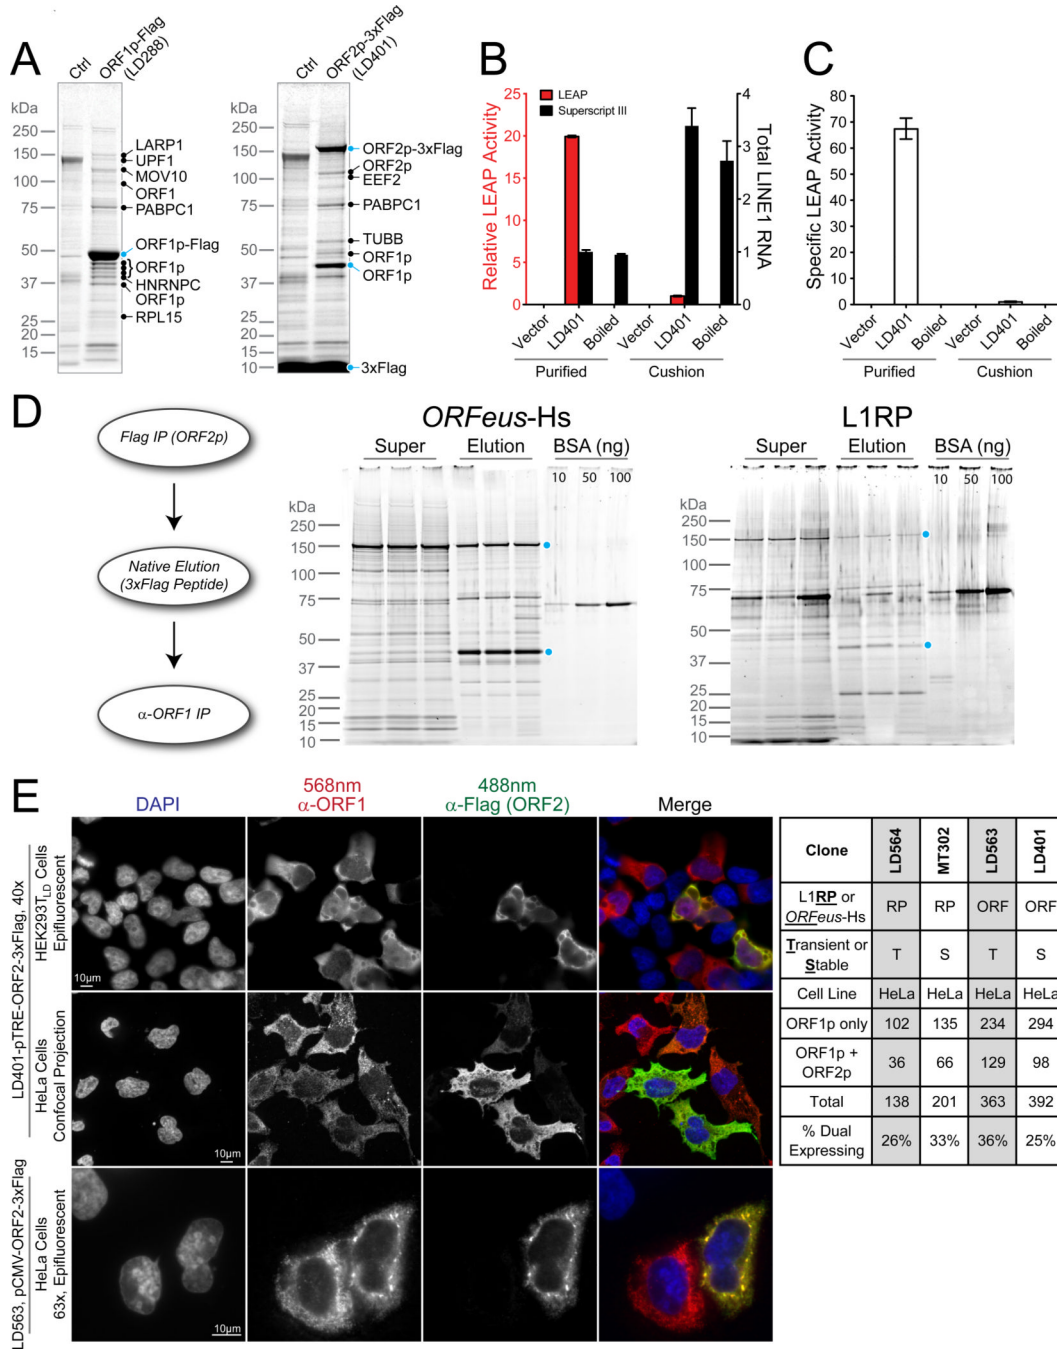 A
Ctrl
ORF1p-Flag
(LD288)
kDa
250
150
100
75
50
37
25
20
15
LARP1
UPF1
MOV10
ORF1
PABPC1
ORF1p-Flag
ORF1p
HNRNPC
ORF1p
RPL15
Ctrl
ORF2p-3xFlag
(LD401)
kDa
250
150
100
75
50
37
25
20
15
10
ORF2p-3xFlag
ORF2p
EEF2
PABPC1
TUBB
ORF1p
ORF1p
3xFlag
B
LEAP
Superscript III
Relative LEAP Activity
25
20
15
10
5
0
Total LINE1 RNA
4
3
2
1
0
Vector
LD401
Boiled
Vector
LD401
Boiled
Purified
Cushion
C
Specific LEAP Activity
80
70
60
50
40
30
20
10
0
Vector
LD401
Boiled
Vector
LD401
Boiled
Purified
Cushion
D
Flag IP (ORF2p)
Native Elution
(3xFlag Peptide)
α-ORF1 IP
ORFeus-Hs
Super
Elution
BSA (ng)
10 50 100
kDa
250
150
100
75
50
37
25
20
15
10
L1RP
Super
Elution
BSA (ng)
10 50 100
kDa
250
150
100
75
50
37
25
20
15
10
E
DAPI
568nm
α-ORF1
488nm
α-Flag (ORF2)
Merge
LD401-pTRE-ORF2-3xFlag, 40x
HEK293T_LD Cells
Epifluorescent
10μm
HeLa Cells
Confocal Projection
10μm
LD563, pCMV-ORF2-3xFlag
HeLa Cells
63x, Epifluorescent
10μm
Clone LD564 MT302 LD563 LD401
L1RP or
ORFeus-Hs RP RP ORF ORF
Transient or
Stable T S T S
Cell Line HeLa HeLa HeLa HeLa
ORF1p only 102 135 234 294
ORF1p +
ORF2p 36 66 129 98
Total 138 201 363 392
% Dual
Expressing 26% 33% 36% 25%